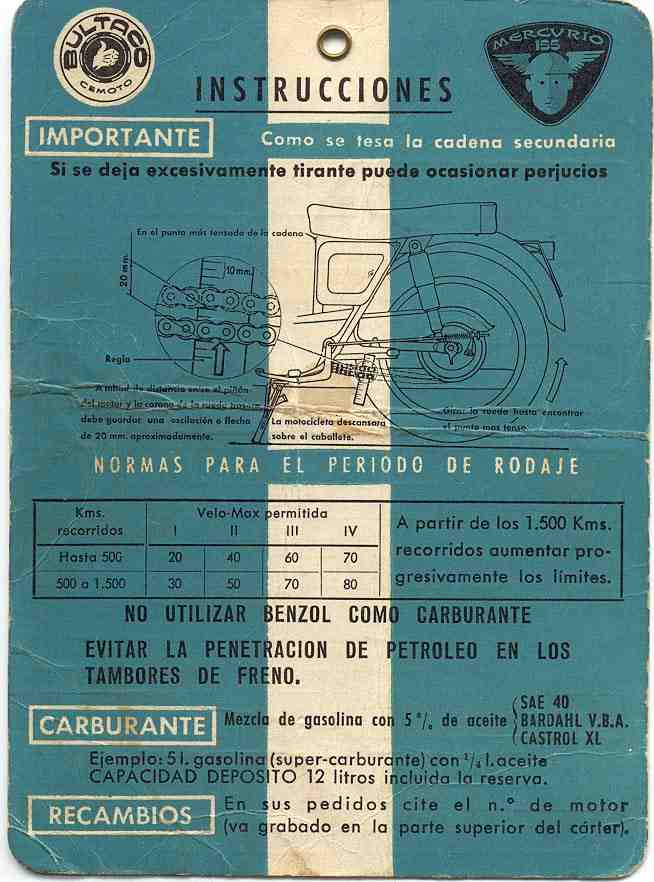 BULTACO
CEMOTO
MERCURIO
155
INSTRUCCIONES
IMPORTANTE
Como se tesa la cadena secundaria
Si se deja excesivamente tirante puede ocasionar perjucios
En el punto más tensado de la cadena
20 mm.
10 mm.
Regla
A mitad de distancia entre el piñón
del motor y la corona de la rueda trasera
debe guardar una oscilación o flecha
de 20 mm. aproximadamente.
La motocicleta descansara
sobre el caballete.
Gira la rueda hasta encontrar
el punto mas tenso
NORMAS PARA EL PERIODO DE RODAJE
Kms. recorridos
Velo-Max permitida
I II III IV
Hasta 500 20 40 60 70
500 a 1.500 30 50 70 80
A partir de los 1.500 Kms.
recorridos aumentar pro-
gresivamente los límites.
NO UTILIZAR BENZOL COMO CARBURANTE
EVITAR LA PENETRACION DE PETROLEO EN LOS
TAMBORES DE FRENO.
CARBURANTE
Mezcla de gasolina con 5 % de aceite
SAE 40
BARDAHL V.B.A.
CASTROL XL
Ejemplo: 5 l. gasolina (super-carburante) con 1/4 l. aceite
CAPACIDAD DEPOSITO 12 litros incluida la reserva.
RECAMBIOS
En sus pedidos cite el n.º de motor
(va grabado en la parte superior del cárter).